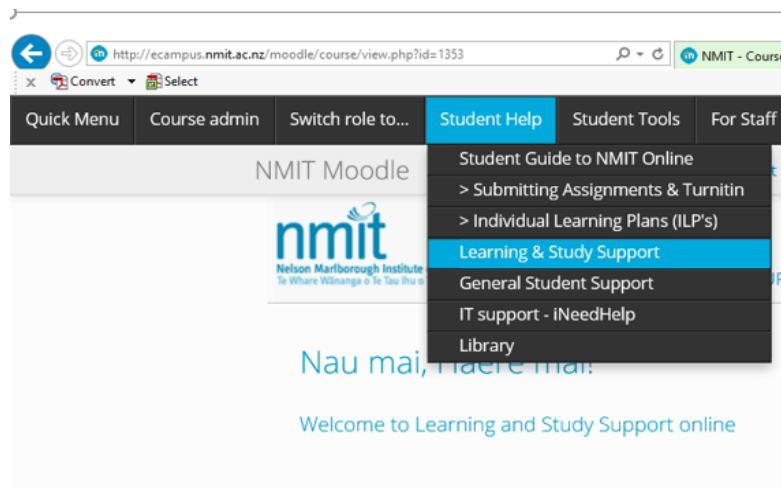 http://ecampus.nmit.ac.nz/moodle/course/view.php?id=1353
NMIT - Course
x Convert Select
Quick Menu Course admin Switch role to... Student Help Student Tools For Staff
NMIT Moodle
Student Guide to NMIT Online
> Submitting Assignments & Turnitin
> Individual Learning Plans (ILP's)
Learning & Study Support
General Student Support
IT support - iNeedHelp
Library
nmit
Nelson Marlborough Institute
Te Whare Wānanga o Te Tau Ihu o
Nau mai, Haere mai!
Welcome to Learning and Study Support online